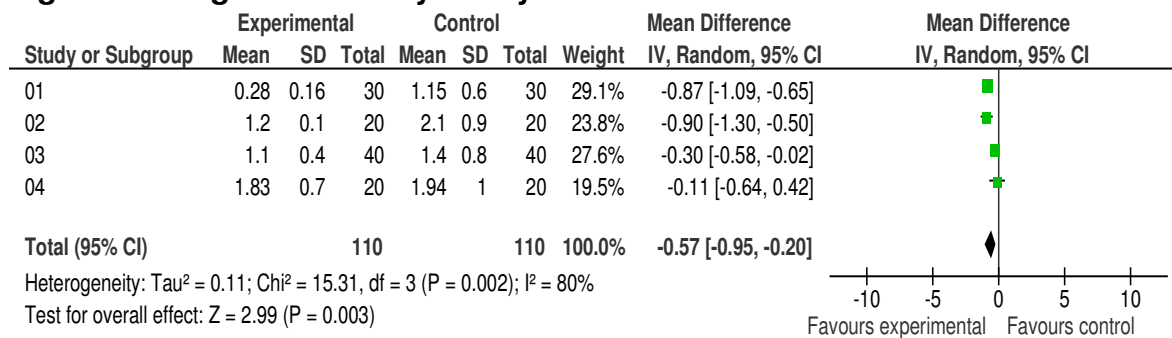 Experimental Control Mean Difference Mean Difference
Study or Subgroup Mean SD Total Mean SD Total Weight IV, Random, 95% CI IV, Random, 95% CI
01 0.28 0.16 30 1.15 0.6 30 29.1% -0.87 [-1.09, -0.65]
02 1.2 0.1 20 2.1 0.9 20 23.8% -0.90 [-1.30, -0.50]
03 1.1 0.4 40 1.4 0.8 40 27.6% -0.30 [-0.58, -0.02]
04 1.83 0.7 20 1.94 1 20 19.5% -0.11 [-0.64, 0.42]
Total (95% CI) 110 110 100.0% -0.57 [-0.95, -0.20]
Heterogeneity: Tau² = 0.11; Chi² = 15.31, df = 3 (P = 0.002); I² = 80%
Test for overall effect: Z = 2.99 (P = 0.003)
-10 -5 0 5 10
Favours experimental Favours control